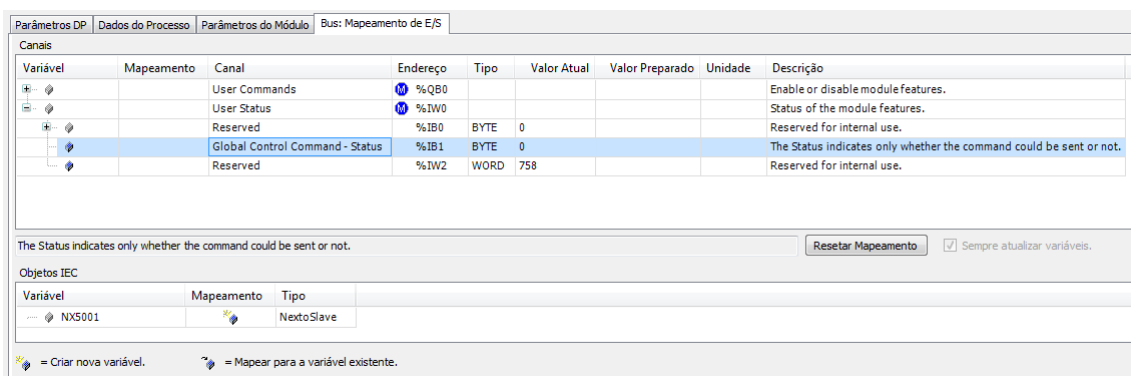 Parâmetros DP Dados do Processo Parâmetros do Módulo Bus: Mapeamento de E/S
Canais
Variável Mapeamento Canal Endereço Tipo Valor Atual Valor Preparado Unidade Descrição
User Commands M %QB0 Enable or disable module features.
User Status M %IW0 Status of the module features.
Reserved %IB0 BYTE 0 Reserved for internal use.
Global Control Command - Status %IB1 BYTE 0 The Status indicates only whether the command could be sent or not.
Reserved %IW2 WORD 758 Reserved for internal use.
The Status indicates only whether the command could be sent or not. Resetar Mapeamento Sempre atualizar variáveis.
Objetos IEC
Variável Mapeamento Tipo
NX5001 NextoSlave
= Criar nova variável. = Mapear para a variável existente.